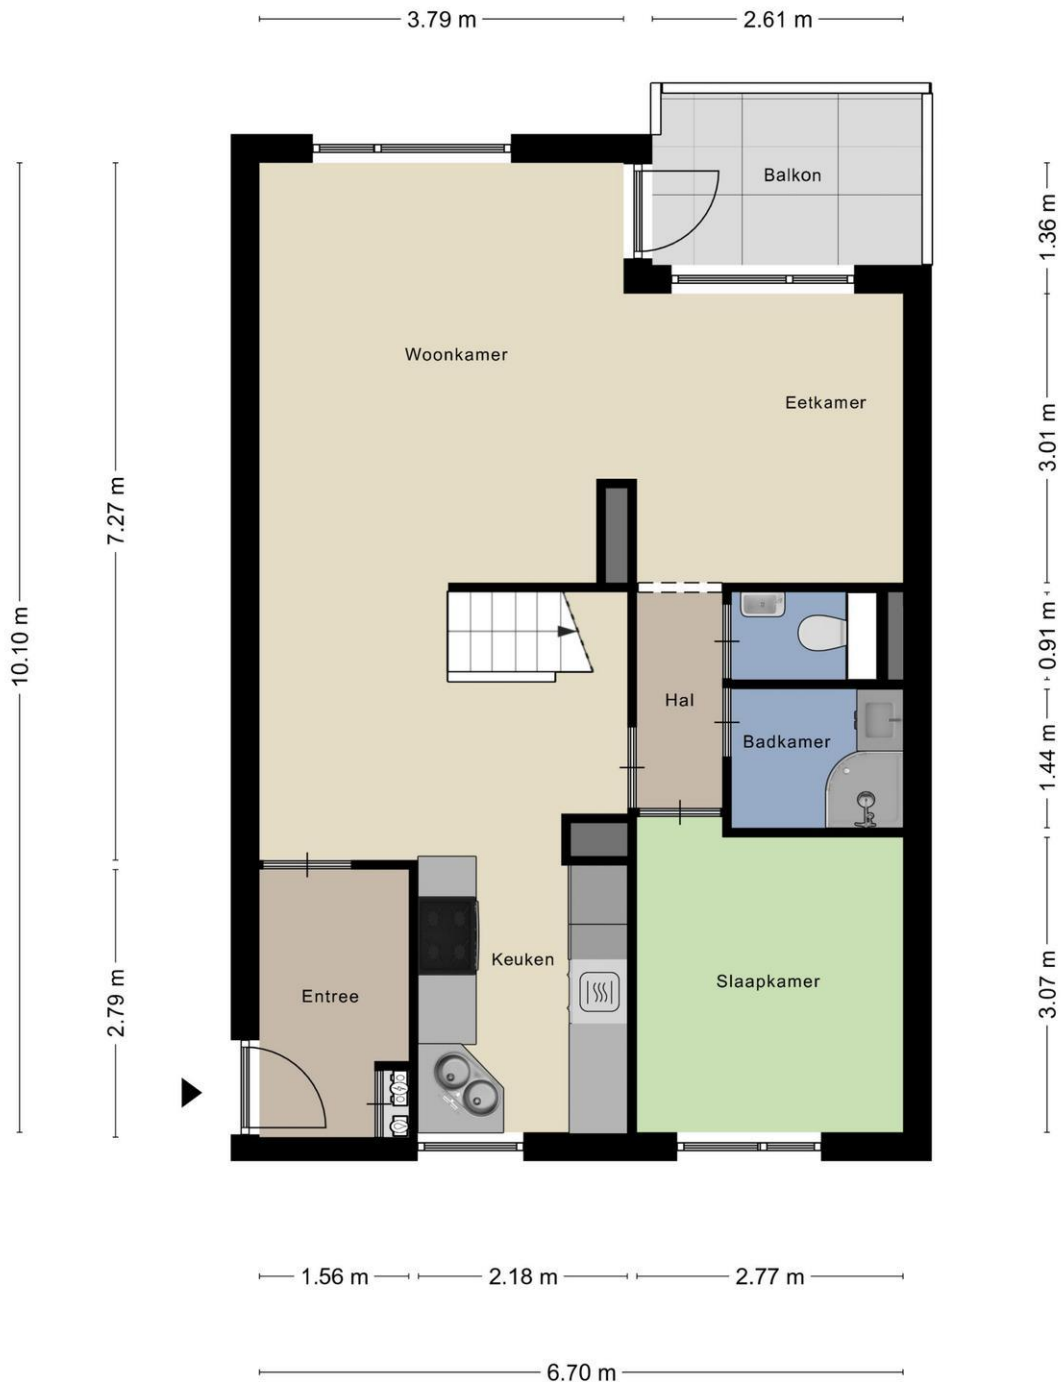 3.79 m
2.61 m
Balkon
1.36 m
Woonkamer
Eetkamer
3.01 m
7.27 m
10.10 m
0.91 m
Hal
Badkamer
1.44 m
Keuken
Slaapkamer
Entree
2.79 m
3.07 m
1.56 m
2.18 m
2.77 m
6.70 m